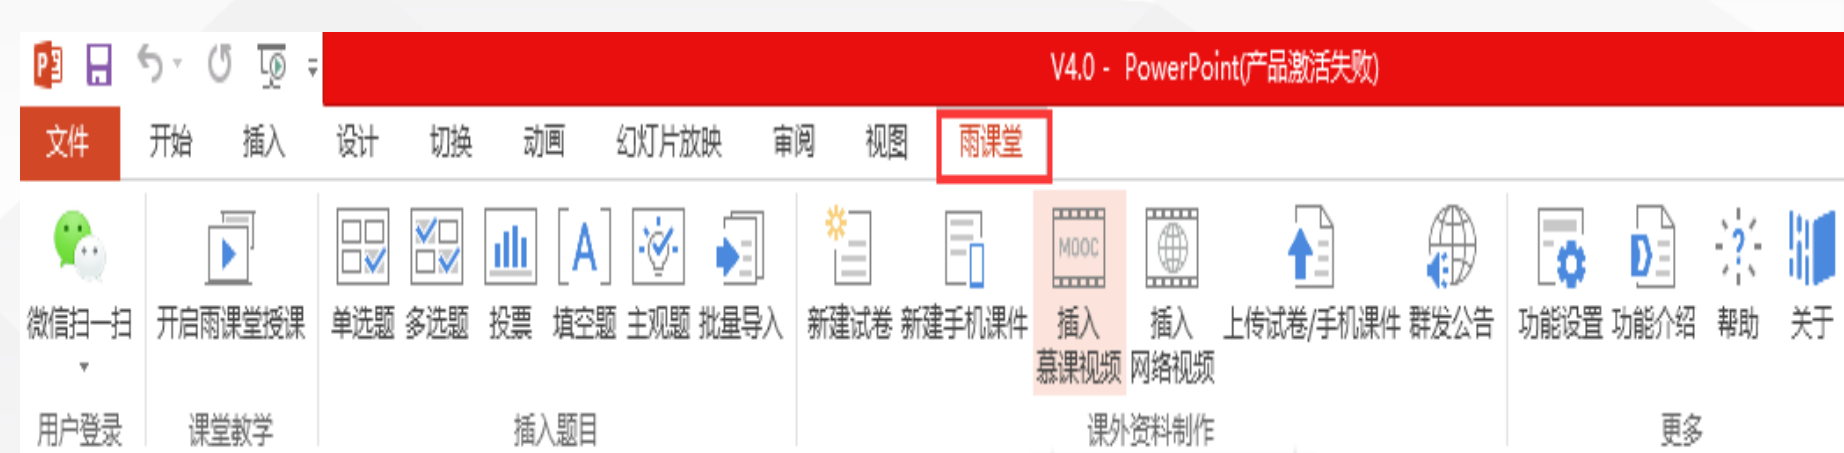 V4.0 - PowerPoint(产品激活失败)
文件 开始 插入 设计 切换 动画 幻灯片放映 审阅 视图 雨课堂
MOOC
微信扫一扫 开启雨课堂授课 单选题 多选题 投票 填空题 主观题 批量导入 新建试卷 新建手机课件 插入 插入 上传试卷/手机课件 群发公告 功能设置 功能介绍 帮助 关于
慕课视频 网络视频
用户登录 课堂教学 插入题目 课外资料制作 更多